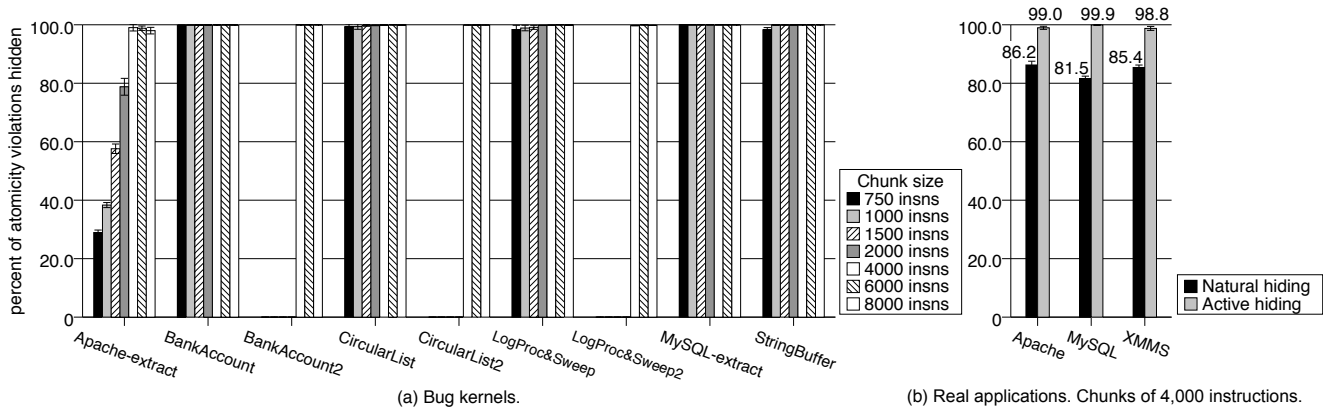 percent of atomicity violations hidden
100.0
80.0
60.0
40.0
20.0
0
Apache-extract
BankAccount
BankAccount2
CircularList
CircularList2
LogProc&Sweep
LogProc&Sweep2
MySQL-extract
StringBuffer
(a) Bug kernels.
Chunk size
750 insns
1000 insns
1500 insns
2000 insns
4000 insns
6000 insns
8000 insns
99.0 99.9 98.8
100.0
86.2 81.5 85.4
80.0
60.0
40.0
20.0
0
Apache
MySQL
XMMS
Natural hiding
Active hiding
(b) Real applications. Chunks of 4,000 instructions.